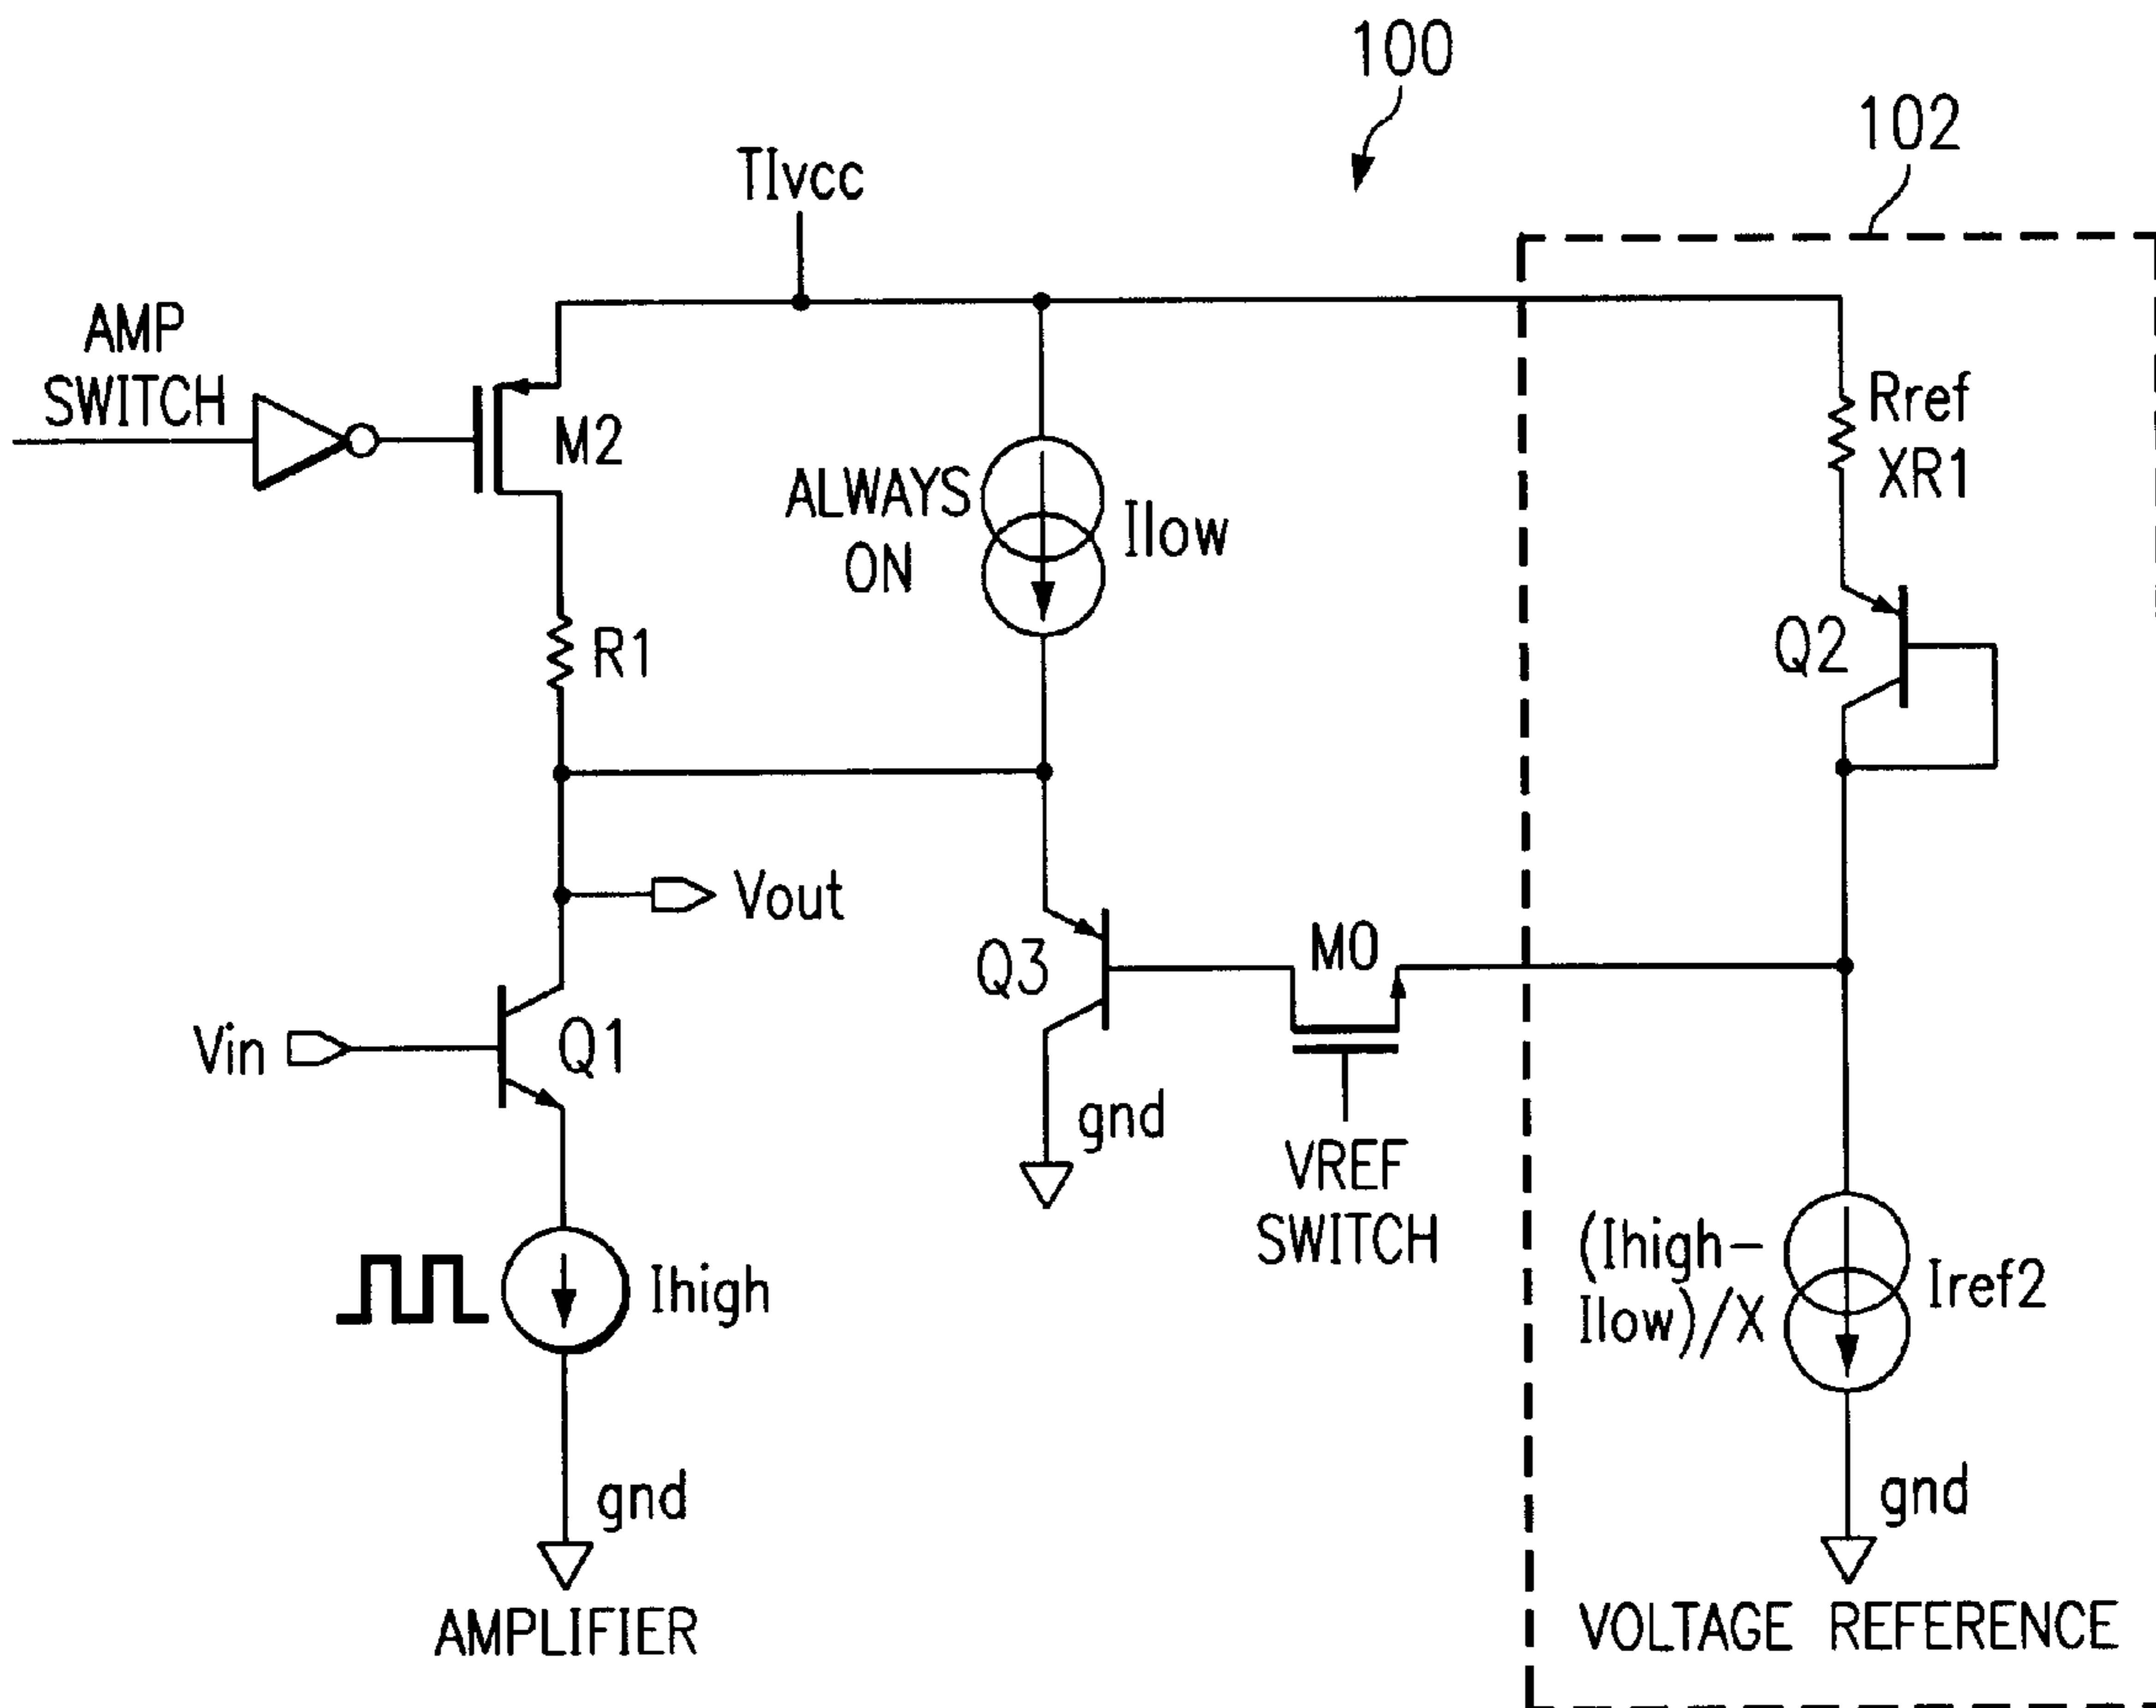 100
102
TIvcc
AMP
SWITCH
M2
ALWAYS
ON
Ilow
Rref
XR1
Q2
R1
Vout
Q3
M0
Vin
Q1
gnd
VREF
SWITCH
Ihigh
(Ihigh-
Ilow)/X
Iref2
gnd
gnd
AMPLIFIER
VOLTAGE REFERENCE